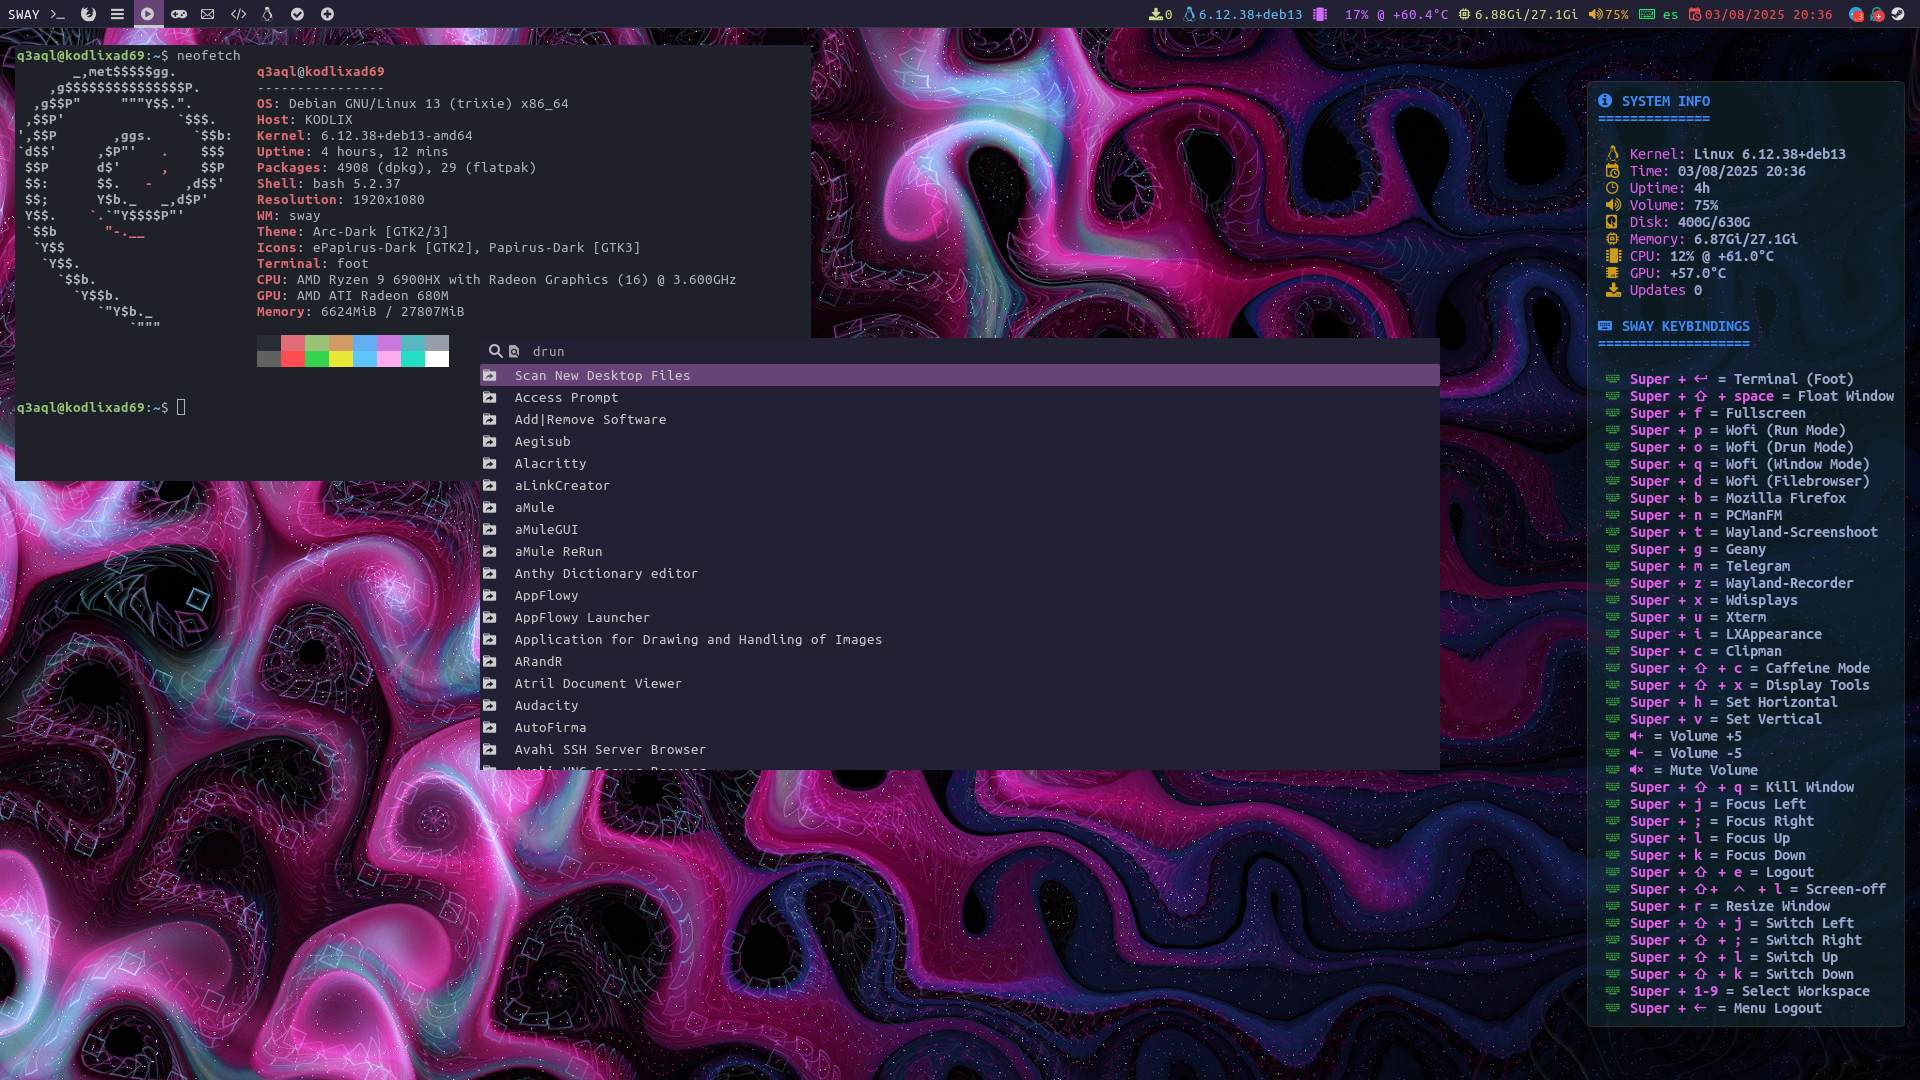 SWAY
0 6.12.38+deb13 17% @ +60.4°C 6.88Gi/27.1Gi 75% es 03/08/2025 20:36
q3aql@kodlixad69:~$ neofetch
_,met$$$$$gg.
,g$$$$$$$$$$$$$$$P.
,g$$P"     """Y$$.".
,$$P'              `$$$.
',$$P       ,ggs.     `$$b:
`d$$'     ,$P"'   .    $$$
$$P      d$'     ,    $$P
$$:      $$.   -    ,d$$'
$$;      Y$b._   _,d$P'
Y$$.    `.`"Y$$$$P"'
`$$b      "-.__
`Y$$
`Y$$.
`$$b.
`Y$$b.
`"Y$b._
`"""
q3aql@kodlixad69
----------------
OS: Debian GNU/Linux 13 (trixie) x86_64
Host: KODLIX
Kernel: 6.12.38+deb13-amd64
Uptime: 4 hours, 12 mins
Packages: 4908 (dpkg), 29 (flatpak)
Shell: bash 5.2.37
Resolution: 1920x1080
WM: sway
Theme: Arc-Dark [GTK2/3]
Icons: ePapirus-Dark [GTK2], Papirus-Dark [GTK3]
Terminal: foot
CPU: AMD Ryzen 9 6900HX with Radeon Graphics (16) @ 3.600GHz
GPU: AMD ATI Radeon 680M
Memory: 6624MiB / 27807MiB
q3aql@kodlixad69:~$
drun
Scan New Desktop Files
Access Prompt
Add|Remove Software
Aegisub
Alacritty
aLinkCreator
aMule
aMuleGUI
aMule ReRun
Anthy Dictionary editor
AppFlowy
AppFlowy Launcher
Application for Drawing and Handling of Images
ARandR
Atril Document Viewer
Audacity
AutoFirma
Avahi SSH Server Browser
Avahi VNC Server Browser
SYSTEM INFO
==============
Kernel: Linux 6.12.38+deb13
Time: 03/08/2025 20:36
Uptime: 4h
Volume: 75%
Disk: 400G/630G
Memory: 6.87Gi/27.1Gi
CPU: 12% @ +61.0°C
GPU: +57.0°C
Updates 0
SWAY KEYBINDINGS
===================
Super + ↵ = Terminal (Foot)
Super + ⇧ + space = Float Window
Super + f = Fullscreen
Super + p = Wofi (Run Mode)
Super + o = Wofi (Drun Mode)
Super + q = Wofi (Window Mode)
Super + d = Wofi (Filebrowser)
Super + b = Mozilla Firefox
Super + n = PCManFM
Super + t = Wayland-Screenshoot
Super + g = Geany
Super + m = Telegram
Super + z = Wayland-Recorder
Super + x = Wdisplays
Super + u = Xterm
Super + i = LXAppearance
Super + c = Clipman
Super + ⇧ + c = Caffeine Mode
Super + ⇧ + x = Display Tools
Super + h = Set Horizontal
Super + v = Set Vertical
= Volume +5
= Volume -5
= Mute Volume
Super + ⇧ + q = Kill Window
Super + j = Focus Left
Super + ; = Focus Right
Super + l = Focus Up
Super + k = Focus Down
Super + ⇧ + e = Logout
Super + ⇧+ ^ + l = Screen-off
Super + r = Resize Window
Super + ⇧ + j = Switch Left
Super + ⇧ + ; = Switch Right
Super + ⇧ + l = Switch Up
Super + ⇧ + k = Switch Down
Super + 1-9 = Select Workspace
Super + ← = Menu Logout